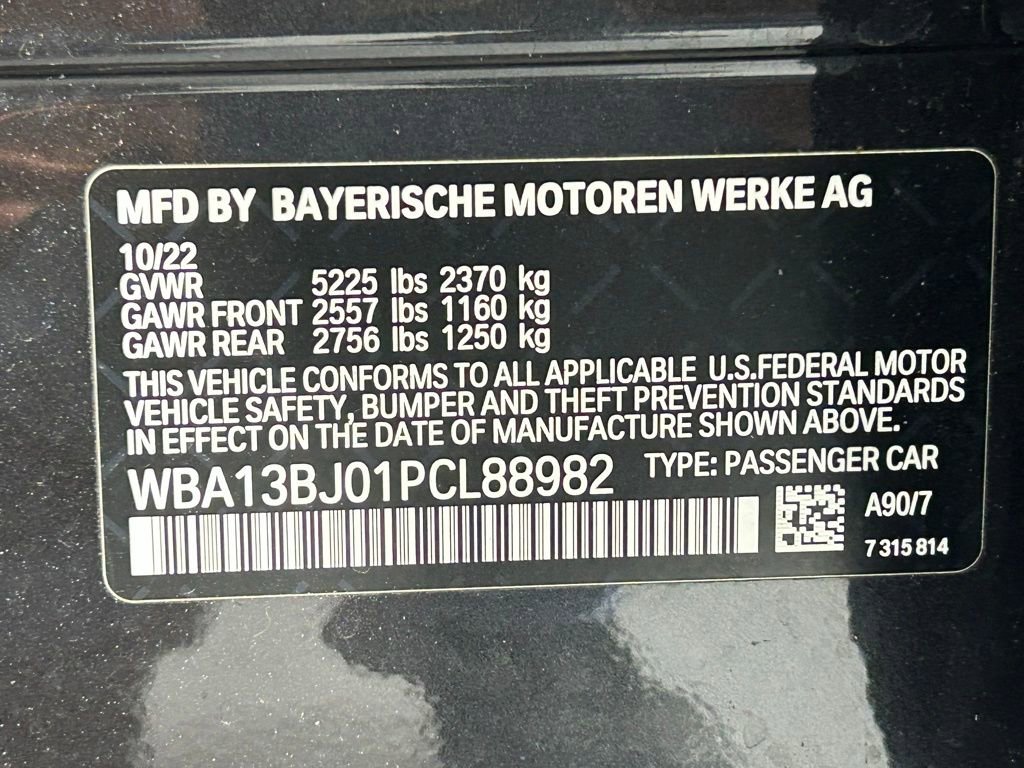 MFD BY BAYERISCHE MOTOREN WERKE AG
10/22
GVWR 5225 lbs 2370 kg
GAWR FRONT 2557 lbs 1160 kg
GAWR REAR 2756 lbs 1250 kg
THIS VEHICLE CONFORMS TO ALL APPLICABLE U.S.FEDERAL MOTOR
VEHICLE SAFETY, BUMPER AND THEFT PREVENTION STANDARDS
IN EFFECT ON THE DATE OF MANUFACTURE SHOWN ABOVE.
WBA13BJ01PCL88982 TYPE: PASSENGER CAR
A90/7
7 315 814